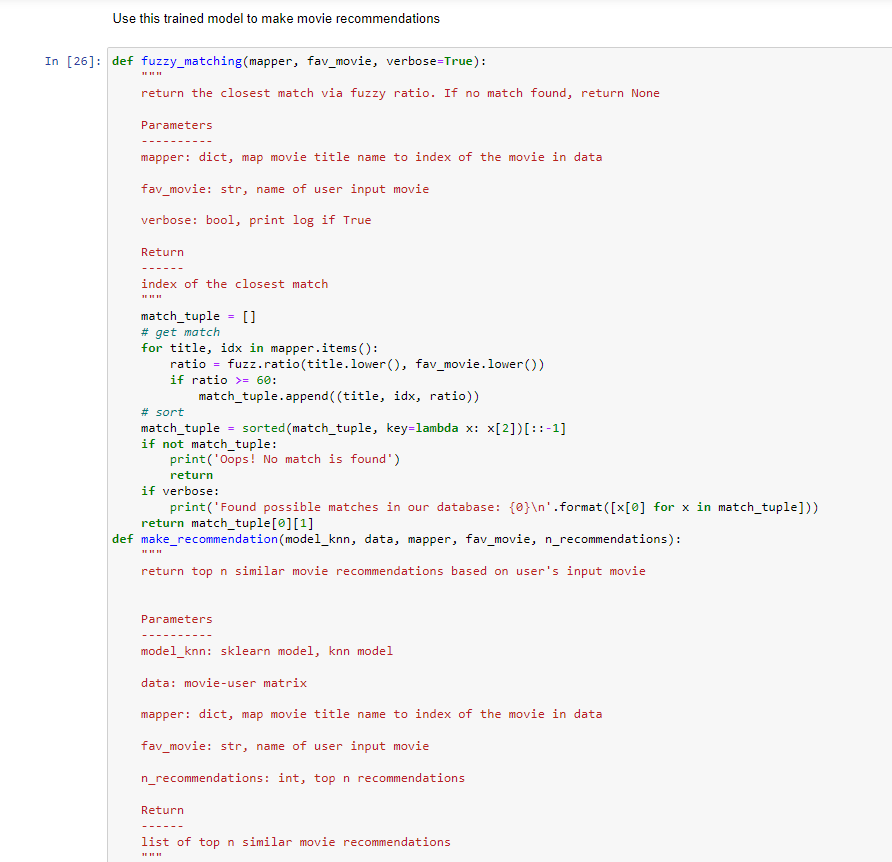 Use this trained model to make movie recommendations
In [26]: def fuzzy_matching(mapper, fav_movie, verbose=True):
    """
    return the closest match via fuzzy ratio. If no match found, return None

    Parameters
    ----------
    mapper: dict, map movie title name to index of the movie in data

    fav_movie: str, name of user input movie

    verbose: bool, print log if True

    Return
    ------
    index of the closest match
    """
    match_tuple = []
    # get match
    for title, idx in mapper.items():
        ratio = fuzz.ratio(title.lower(), fav_movie.lower())
        if ratio >= 60:
            match_tuple.append((title, idx, ratio))
    # sort
    match_tuple = sorted(match_tuple, key=lambda x: x[2])[::-1]
    if not match_tuple:
        print('Oops! No match is found')
        return
    if verbose:
        print('Found possible matches in our database: {0}\n'.format([x[0] for x in match_tuple]))
    return match_tuple[0][1]
def make_recommendation(model_knn, data, mapper, fav_movie, n_recommendations):
    """
    return top n similar movie recommendations based on user's input movie


    Parameters
    ----------
    model_knn: sklearn model, knn model

    data: movie-user matrix

    mapper: dict, map movie title name to index of the movie in data

    fav_movie: str, name of user input movie

    n_recommendations: int, top n recommendations

    Return
    ------
    list of top n similar movie recommendations
    """